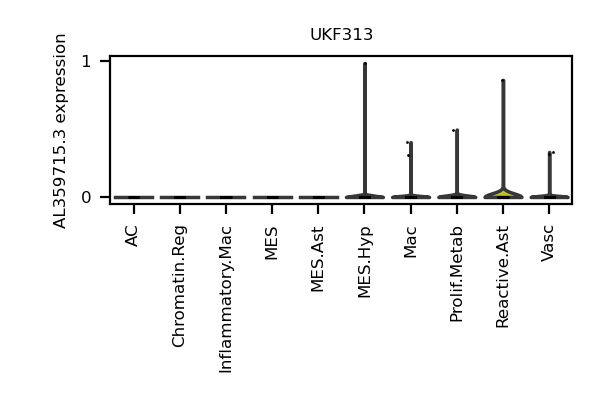 UKF313
AL359715.3 expression
1
0
AC
Chromatin.Reg
Inflammatory.Mac
MES
MES.Ast
MES.Hyp
Mac
Prolif.Metab
Reactive.Ast
Vasc